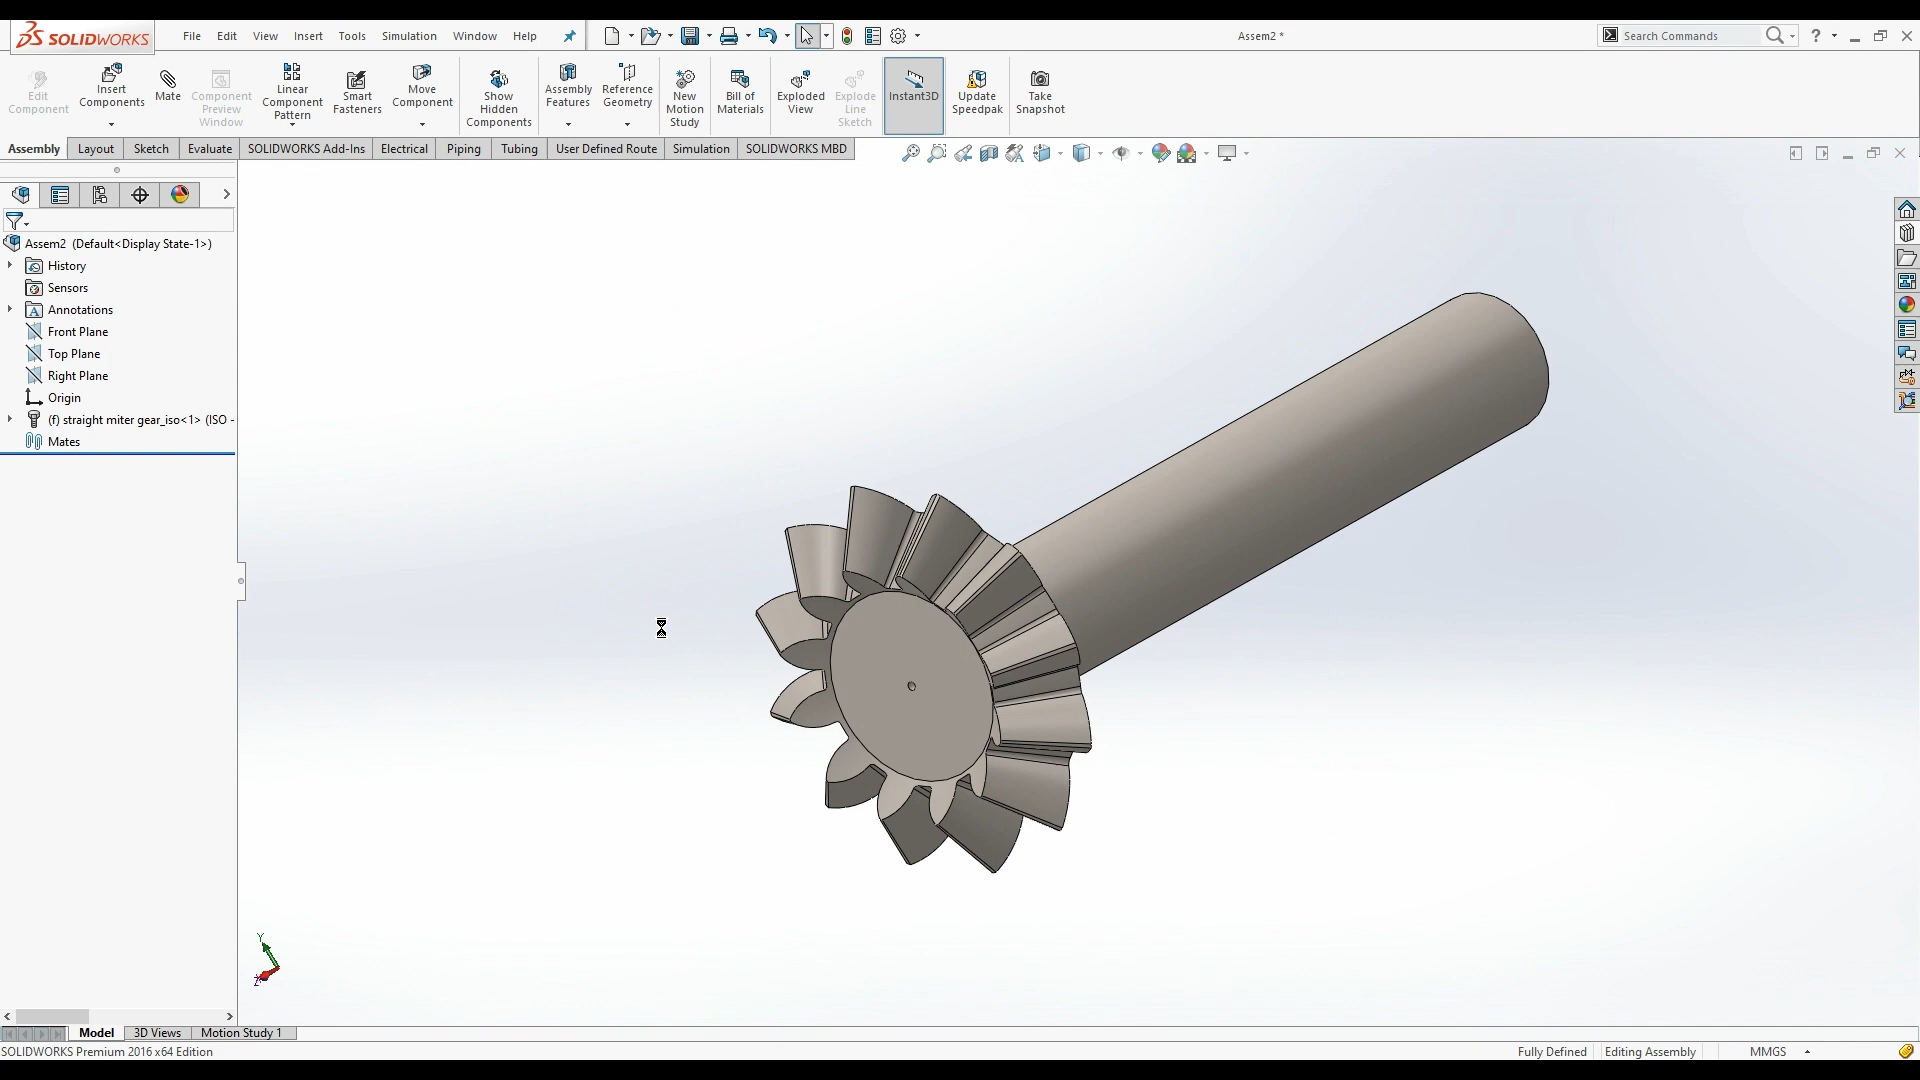 SOLIDWORKS
File Edit View Insert Tools Simulation Window Help
Assem2 *
Search Commands
?
Edit Component
Insert Components
Mate
Component Preview Window
Linear Component Pattern
Smart Fasteners
Move Component
Show Hidden Components
Assembly Features
Reference Geometry
New Motion Study
Bill of Materials
Exploded View
Explode Line Sketch
Instant3D
Update Speedpak
Take Snapshot
Assembly Layout Sketch Evaluate SOLIDWORKS Add-Ins Electrical Piping Tubing User Defined Route Simulation SOLIDWORKS MBD
Assem2 (Default<Display State-1>)
History
Sensors
A Annotations
Front Plane
Top Plane
Right Plane
Origin
(f) straight miter gear_iso<1> (ISO -
Mates
Y
Z
Model 3D Views Motion Study 1
SOLIDWORKS Premium 2016 x64 Edition
Fully Defined Editing Assembly MMGS